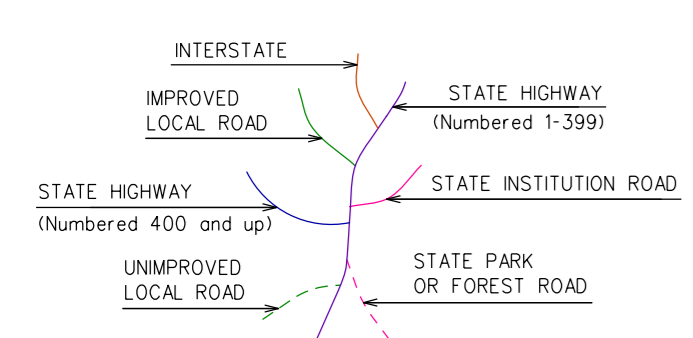 INTERSTATE
IMPROVED
LOCAL ROAD
STATE HIGHWAY
(Numbered 1-399)
STATE HIGHWAY
(Numbered 400 and up)
STATE INSTITUTION ROAD
UNIMPROVED
LOCAL ROAD
STATE PARK
OR FOREST ROAD